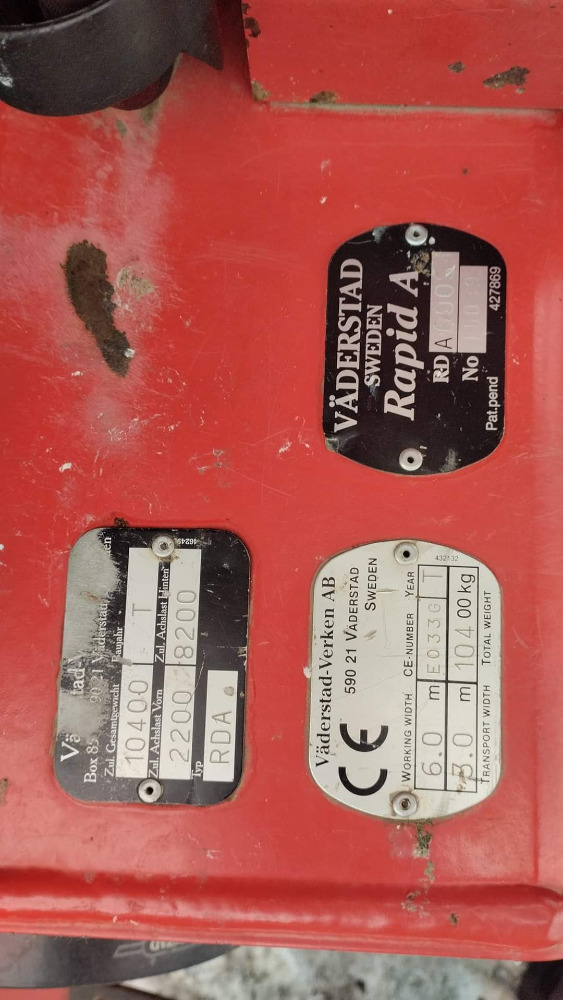 VÄDERSTAD
SWEDEN
Rapid A
RD A
No
Pat.pend 427869
Väderstad-Verken AB
590 21 VÄDERSTAD
SWEDEN
WORKING WIDTH CE-NUMBER YEAR
6.0 m E033G T
3.0 m 10400 kg
TRANSPORT WIDTH TOTAL WEIGHT
432132
Box 85
Zul. Gesamtgewicht Baujahr
10400 T
Zul. Achslast Vorn Zul. Achslast Hinten
2200 8200
Typ
RDA